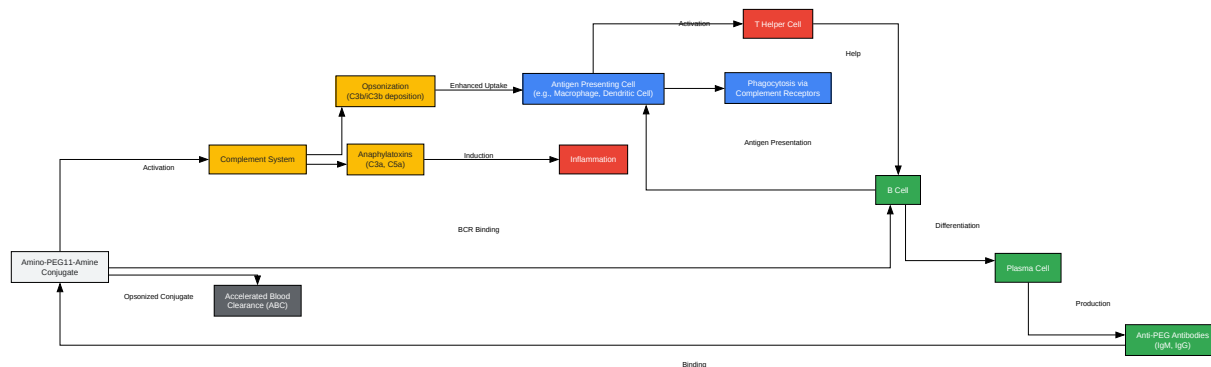 Activation
T Helper Cell
Help
Opsonization
(C3b/iC3b deposition)
Enhanced Uptake
Antigen Presenting Cell
(e.g., Macrophage, Dendritic Cell)
Phagocytosis via
Complement Receptors
Antigen Presentation
Activation
Complement System
Anaphylatoxins
(C3a, C5a)
Induction
Inflammation
B Cell
BCR Binding
Differentiation
Amino-PEG11-Amine
Conjugate
Opsonized Conjugate
Accelerated Blood
Clearance (ABC)
Plasma Cell
Production
Anti-PEG Antibodies
(IgM, IgG)
Binding